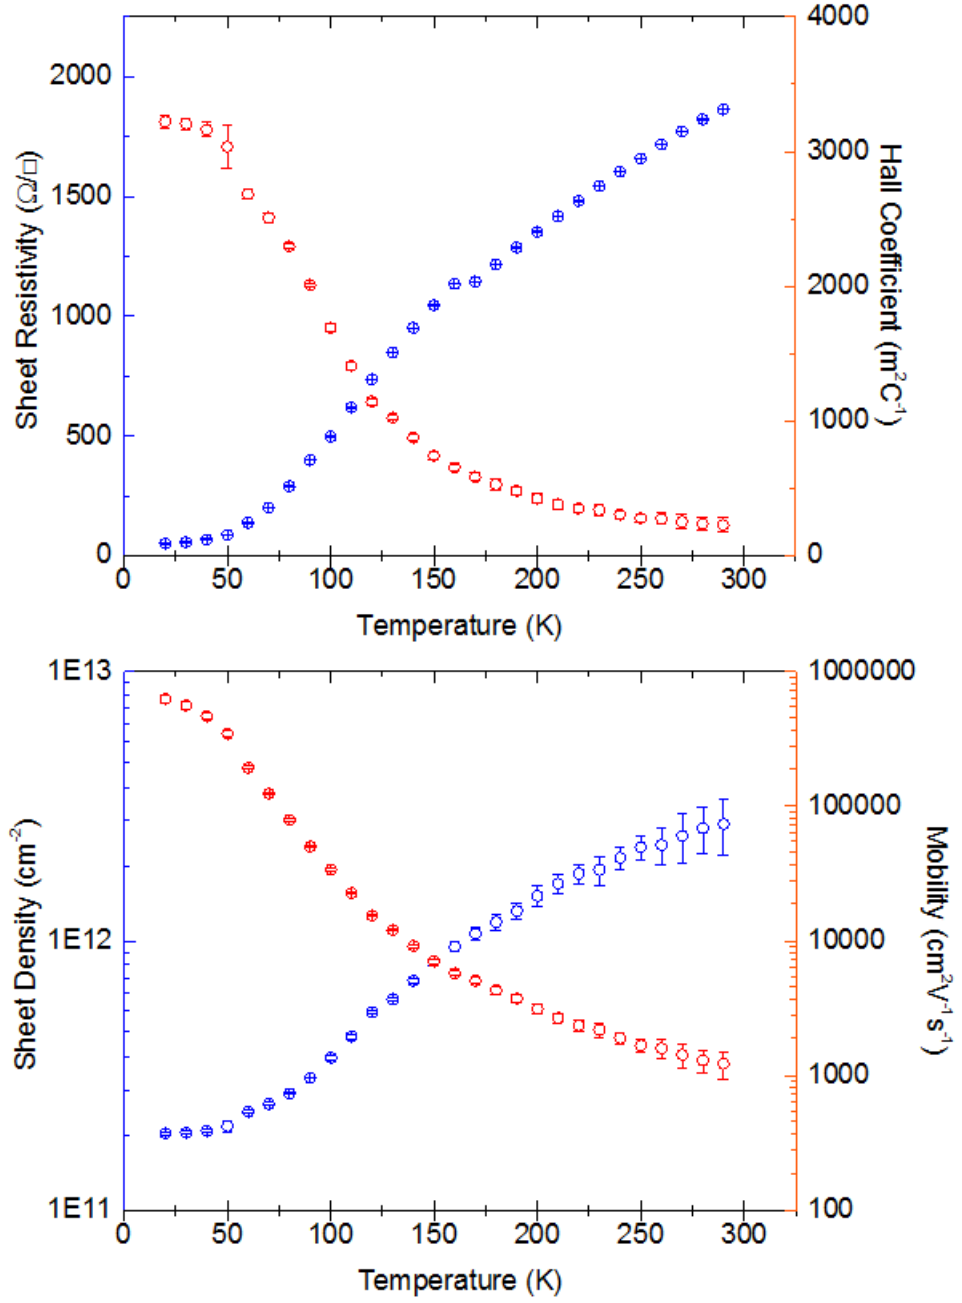 4000
2000
3000
1500
Sheet Resistivity (Ω/□)
Hall Coefficient (m²C⁻¹)
2000
1000
1000
500
0
0
0 50 100 150 200 250 300
Temperature (K)
1E13
1000000
100000
Sheet Density (cm⁻²)
Mobility (cm²V⁻¹s⁻¹)
1E12
10000
1000
1E11
100
0 50 100 150 200 250 300
Temperature (K)